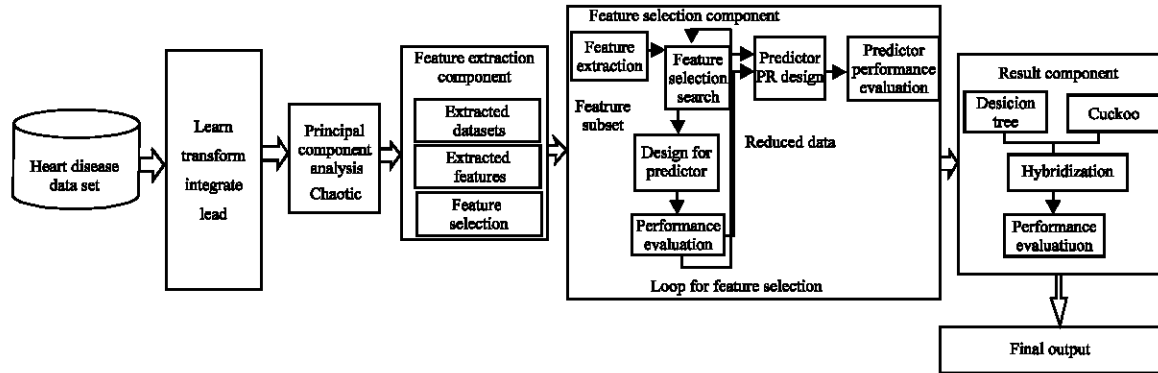 Heart disease
data set
Learn
transform
integrate
lead
Principal
component
analysis
Chaotic
Feature extraction
component
Extracted
datasets
Extracted
features
Feature
selection
Feature selection component
Feature
extraction
Feature
selection
search
Predictor
PR design
Predictor
performance
evaluation
Featrure
subset
Reduced data
Design for
predictor
Performance
evaluation
Loop for feature selection
Result component
Desicion
tree
Cuckoo
Hybridization
Performance
evaluatiuon
Final output